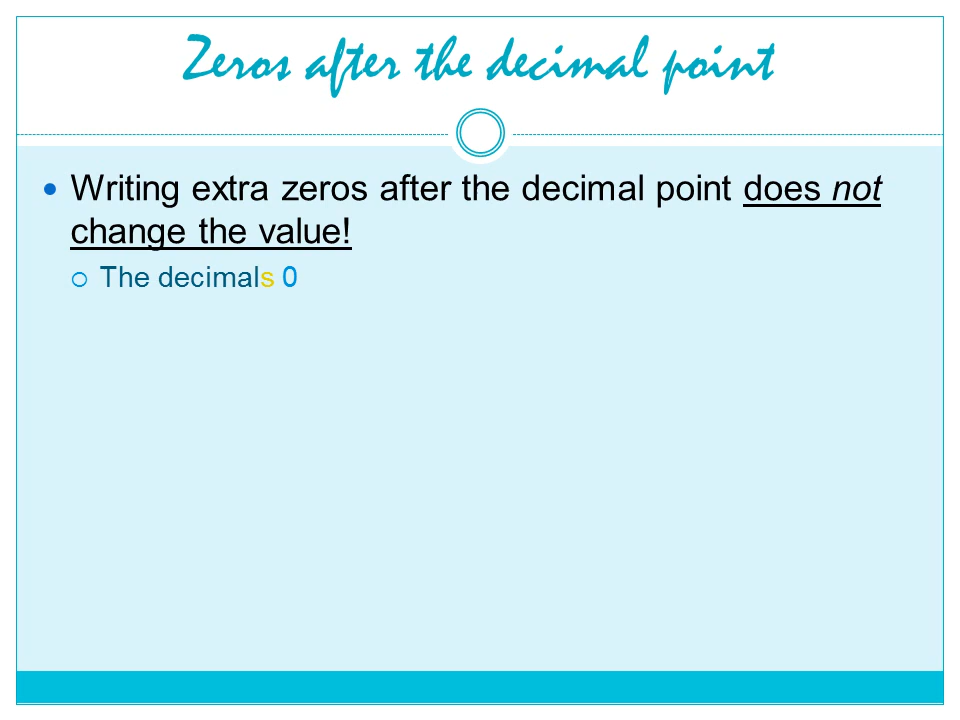 Zeros after the decimal point
Writing extra zeros after the decimal point does not
change the value!
The decimals 0